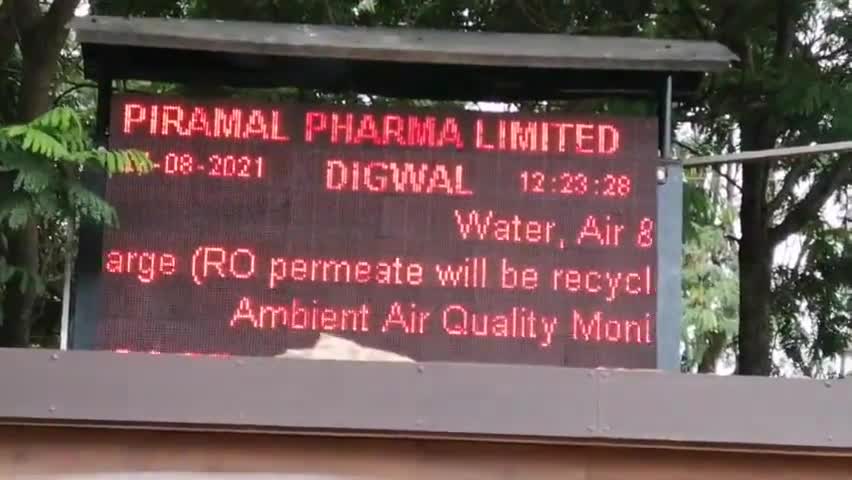 PIRAMAL PHARMA LIMITED
-08-2021 DIGWAL 12:23:28
Water, Air &
arge (RO permeate will be recycl
Ambient Air Quality Moni